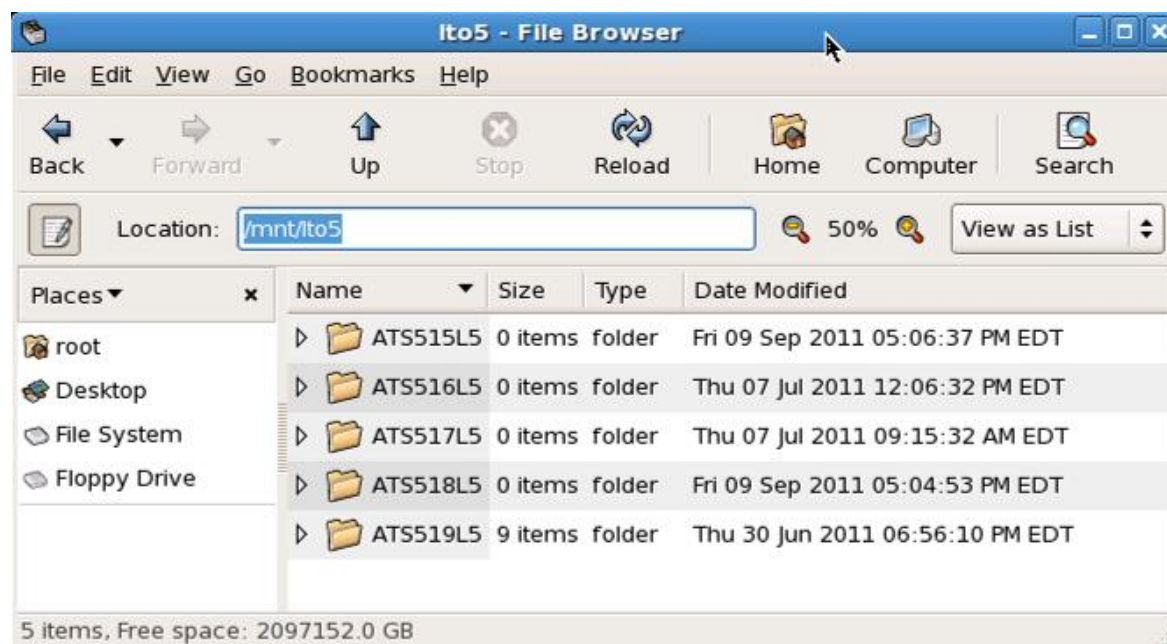 lto5 - File Browser
File Edit View Go Bookmarks Help
Back Forward Up Stop Reload Home Computer Search
Location: /mnt/lto5 50% View as List
Places Name Size Type Date Modified
root
Desktop
File System
Floppy Drive
ATS515L5 0 items folder Fri 09 Sep 2011 05:06:37 PM EDT
ATS516L5 0 items folder Thu 07 Jul 2011 12:06:32 PM EDT
ATS517L5 0 items folder Thu 07 Jul 2011 09:15:32 AM EDT
ATS518L5 0 items folder Fri 09 Sep 2011 05:04:53 PM EDT
ATS519L5 9 items folder Thu 30 Jun 2011 06:56:10 PM EDT
5 items, Free space: 2097152.0 GB